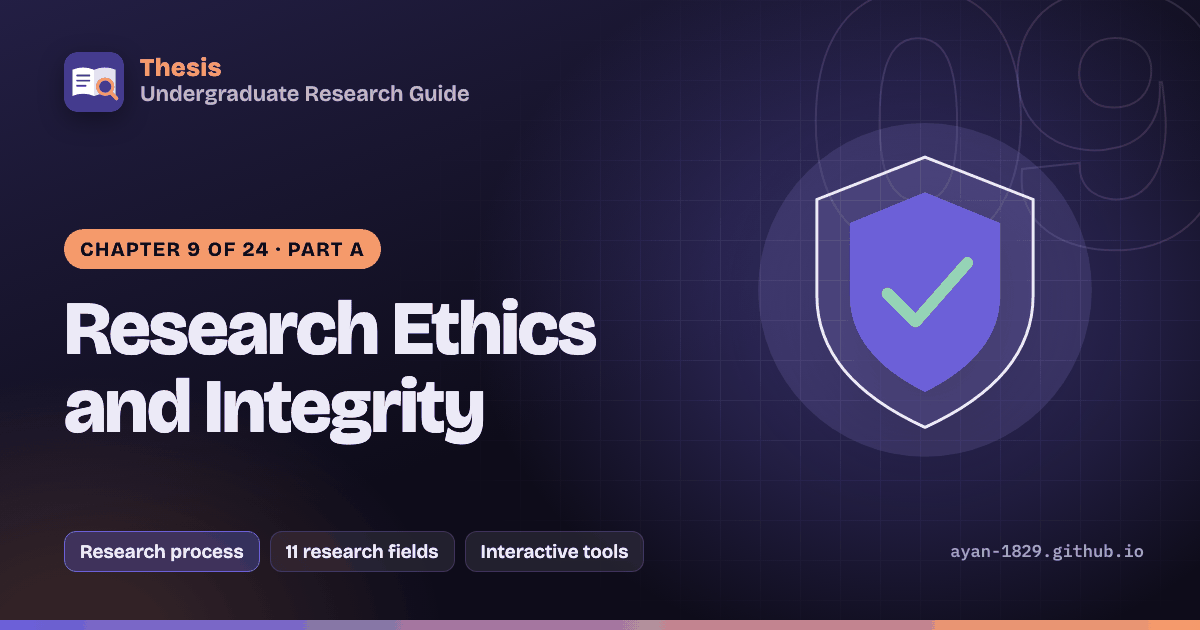 Thesis
Undergraduate Research Guide
09
CHAPTER 9 OF 24 · PART A
Research Ethics
and Integrity
Research process
11 research fields
Interactive tools
ayan-1829.github.io